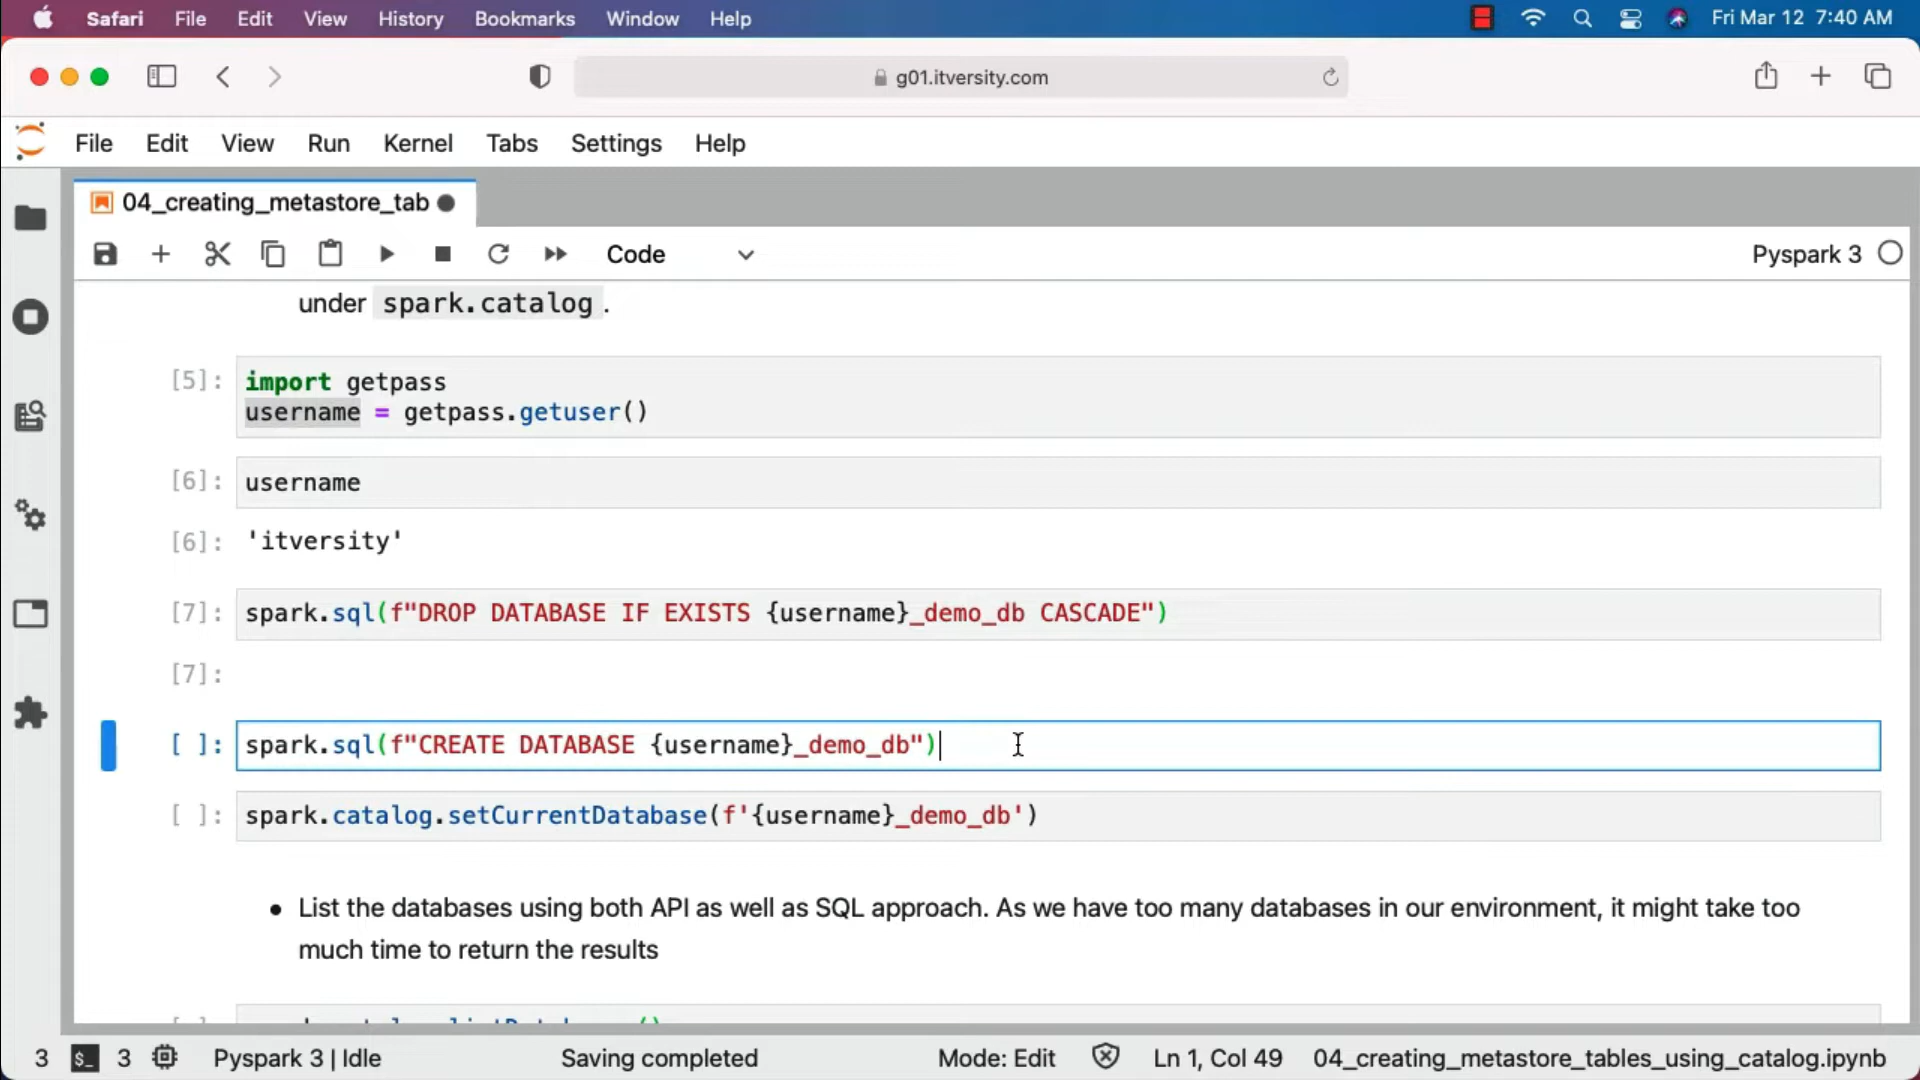 Safari File Edit View History Bookmarks Window Help Fri Mar 12 7:40 AM
g01.itversity.com
File Edit View Run Kernel Tabs Settings Help
04_creating_metastore_tab
Code Pyspark 3
under spark.catalog .
[5]: import getpass
username = getpass.getuser()
[6]: username
[6]: 'itversity'
[7]: spark.sql(f"DROP DATABASE IF EXISTS {username}_demo_db CASCADE")
[7]:
[ ]: spark.sql(f"CREATE DATABASE {username}_demo_db")
[ ]: spark.catalog.setCurrentDatabase(f'{username}_demo_db')
• List the databases using both API as well as SQL approach. As we have too many databases in our environment, it might take too
much time to return the results
3 $_ 3 Pyspark 3 | Idle Saving completed Mode: Edit Ln 1, Col 49 04_creating_metastore_tables_using_catalog.ipynb